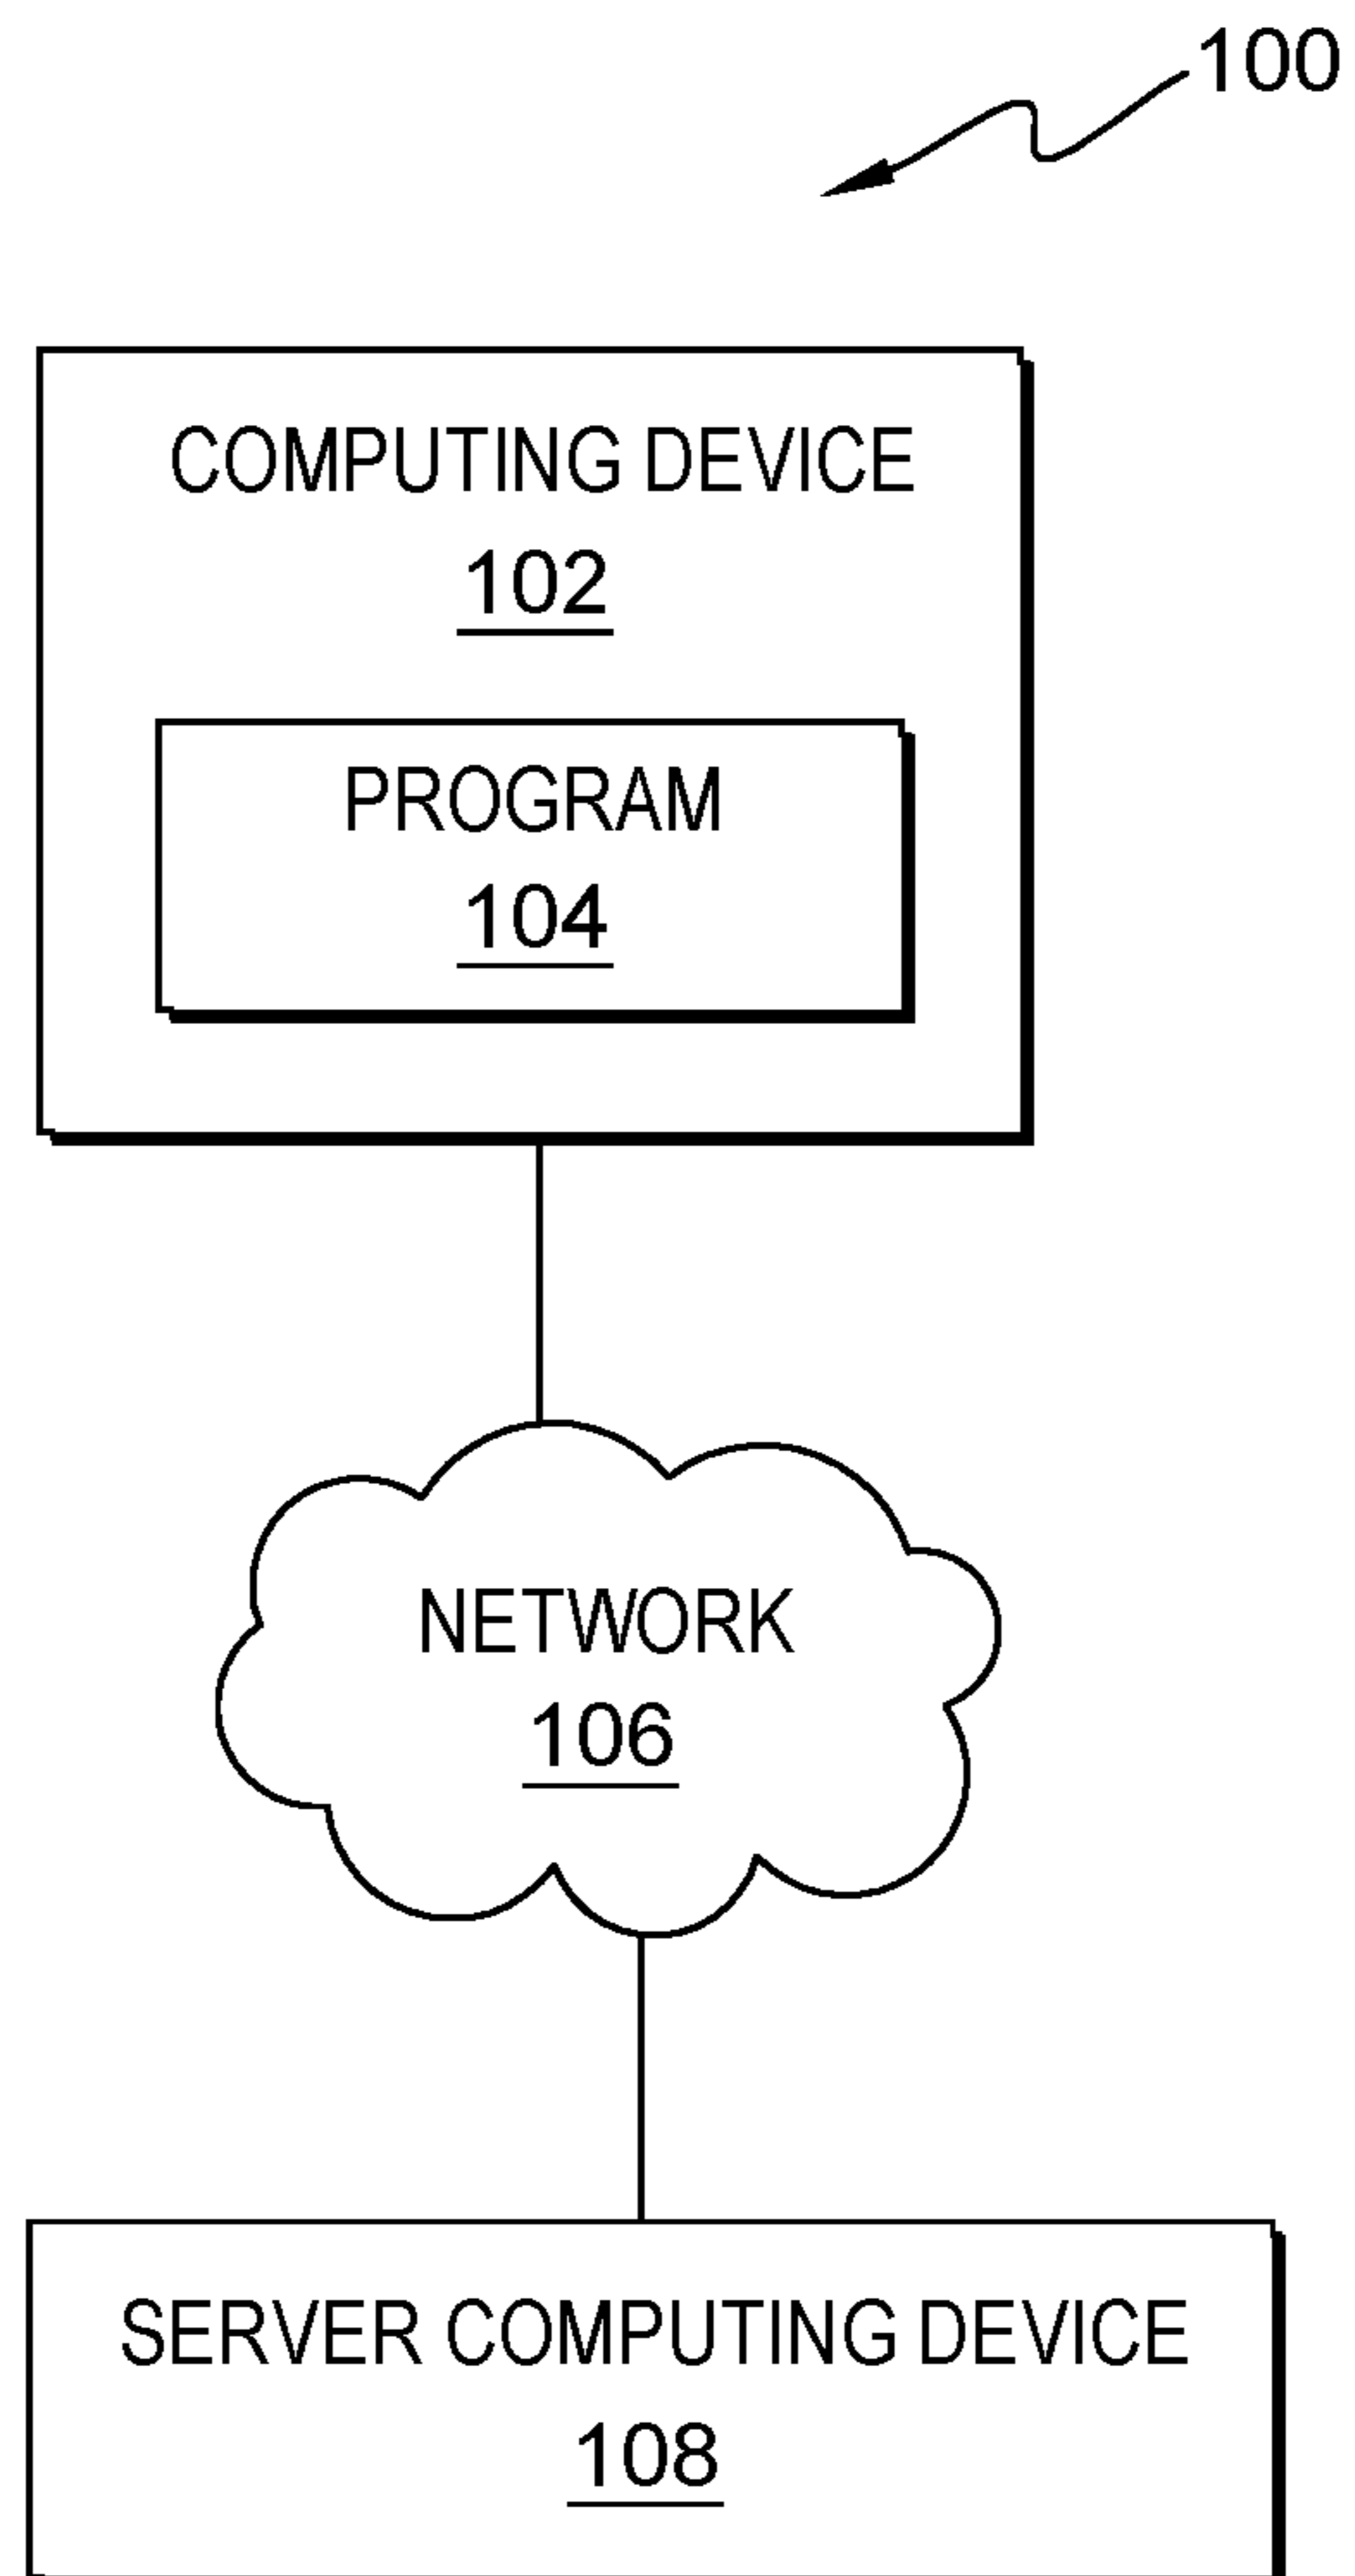 100
COMPUTING DEVICE
102
PROGRAM
104
NETWORK
106
SERVER COMPUTING DEVICE
108